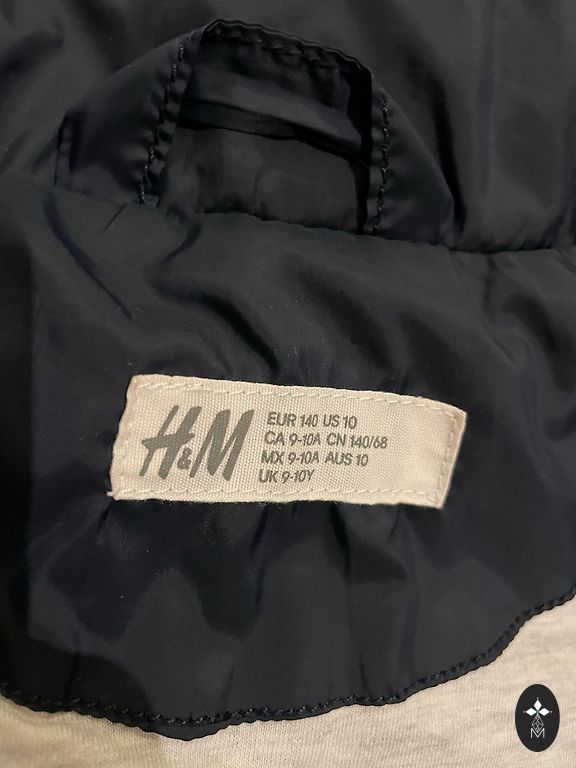 H&M
EUR 140 US 10
CA 9-10A CN 140/68
MX 9-10A AUS 10
UK 9-10Y
M